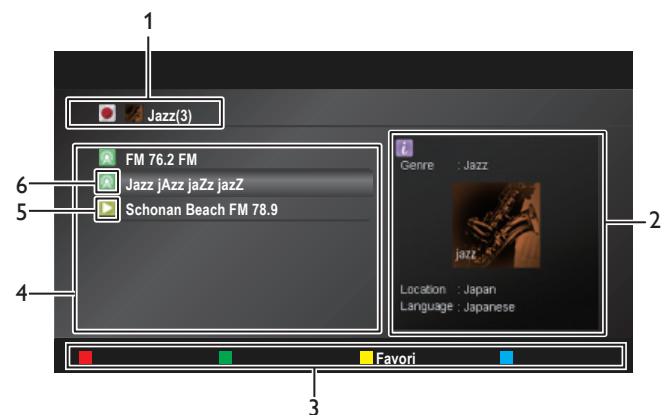 1
Jazz(3)
FM 76.2 FM
Jazz jAzz jaZz jazZ
Schonan Beach FM 78.9
6
5
4
i
Genre : Jazz
jazz
Location : Japan
Language : Japanese
2
Favori
3